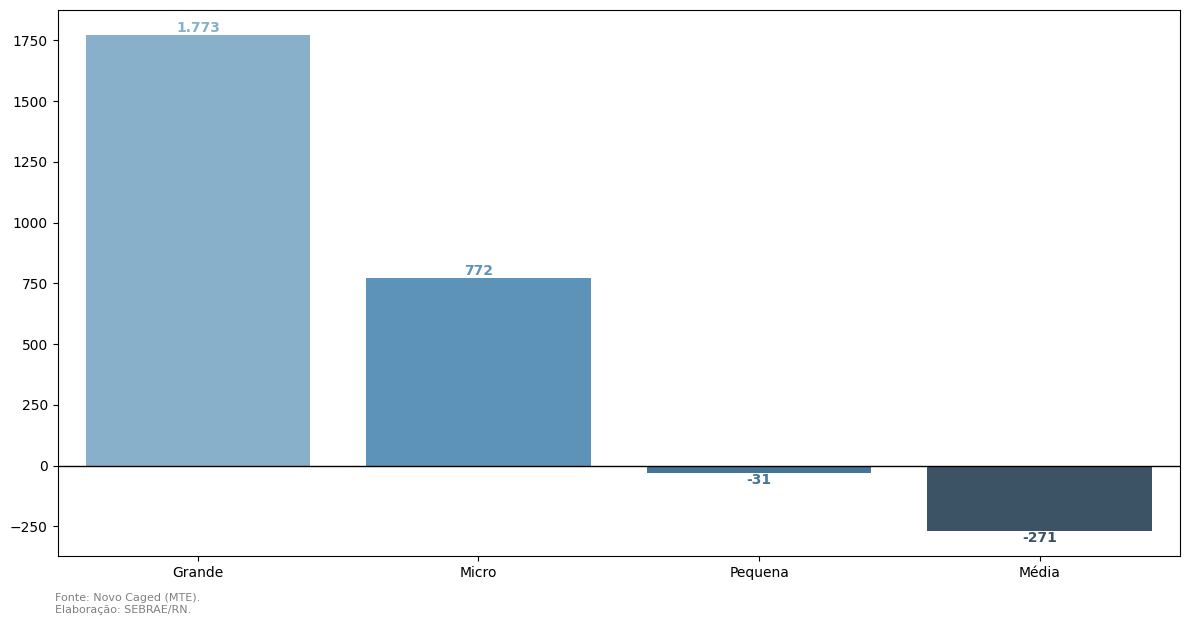 1.773
1750
1500
1250
1000
772
750
500
250
0
-31
−250
-271
Grande
Micro
Pequena
Média
Fonte: Novo Caged (MTE).
Elaboração: SEBRAE/RN.